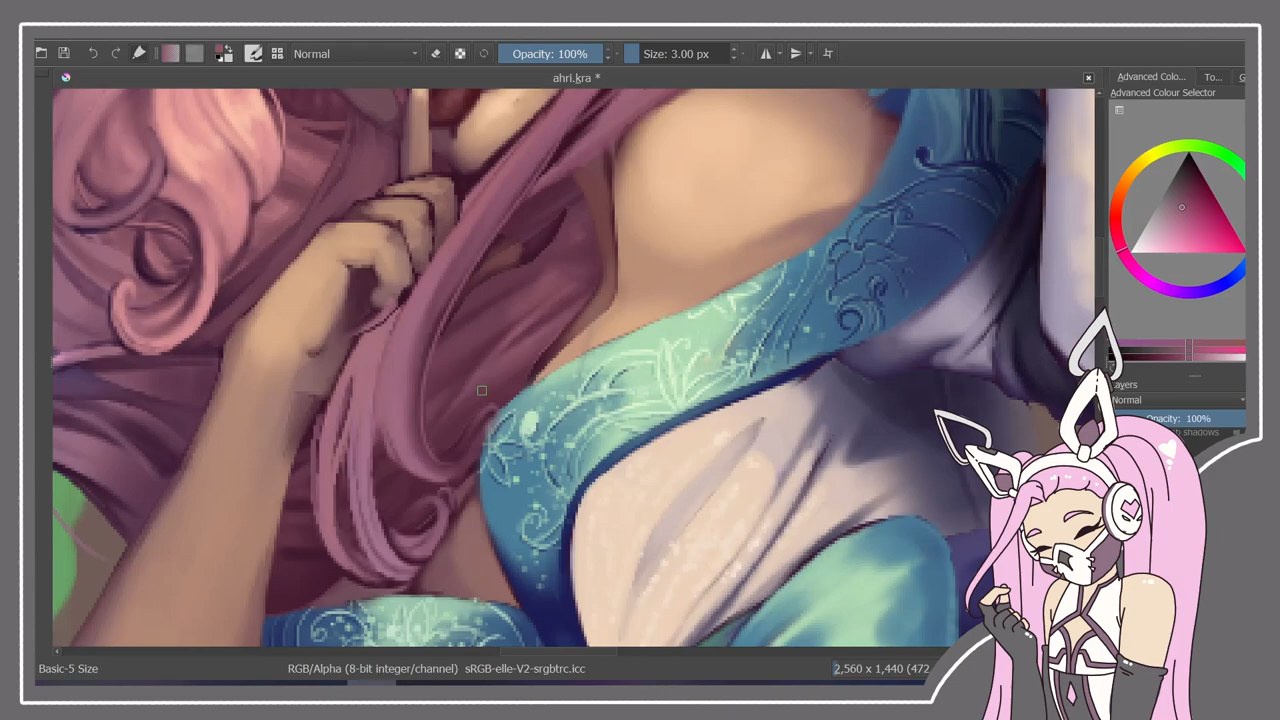 Normal
Opacity: 100%
Size: 3.00 px
ahri.kra *
Advanced Colo...
To...
Advanced Colour Selector
ayers
Normal
Opacity: 100%
shadows
Basic-5 Size
RGB/Alpha (8-bit integer/channel) sRGB-elle-V2-srgbtrc.icc
2,560 x 1,440 (472